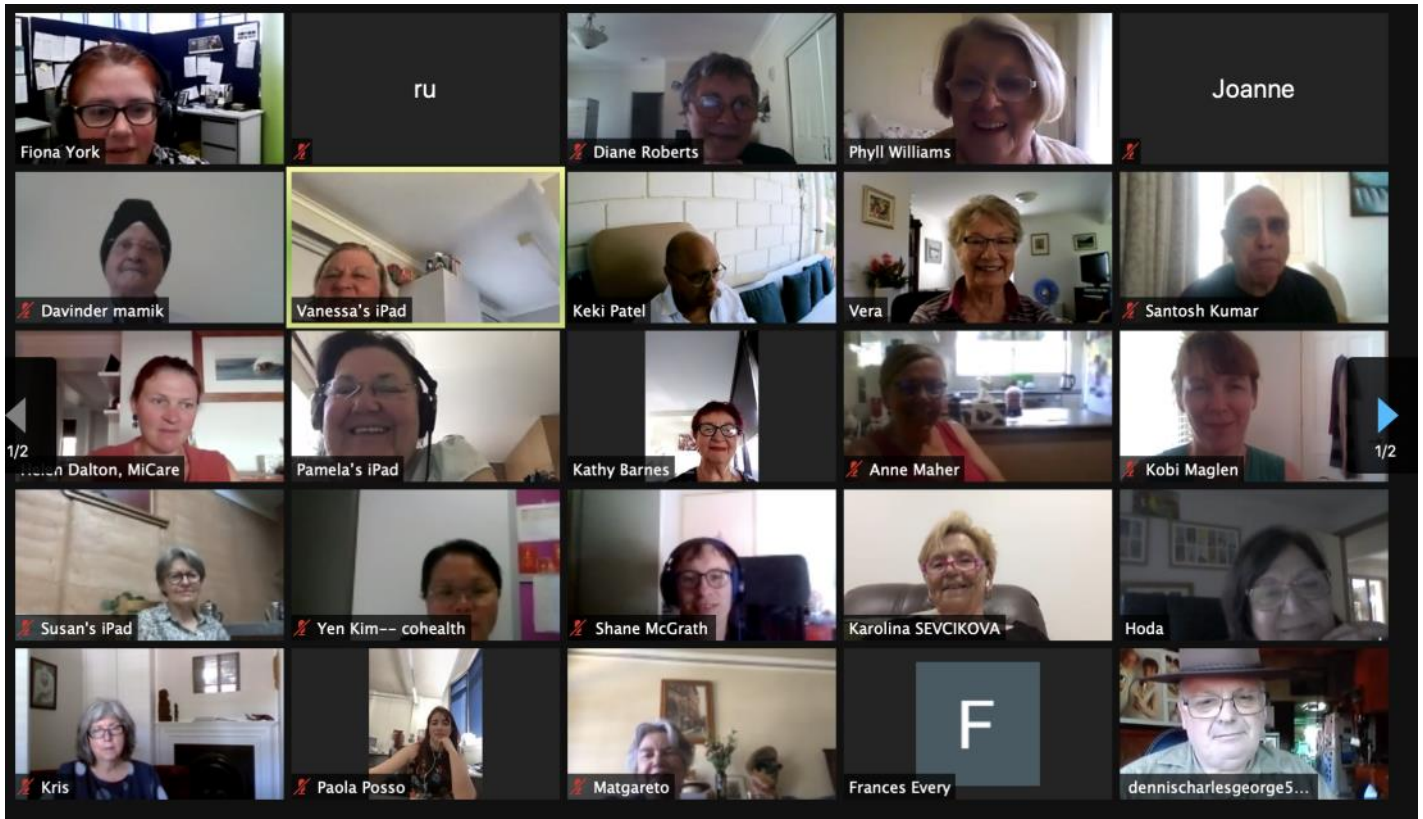 Fiona York
ru
Diane Roberts
Phyll Williams
Joanne
Davinder mamik
Vanessa's iPad
Keki Patel
Vera
Santosh Kumar
1/2
Helen Dalton, MiCare
Pamela's iPad
Kathy Barnes
Anne Maher
Kobi Maglen
1/2
Susan's iPad
Yen Kim-- cohealth
Shane McGrath
Karolina SEVCIKOVA
Hoda
Kris
Paola Posso
Matgareto
F
Frances Every
dennischarlesgeorge5...